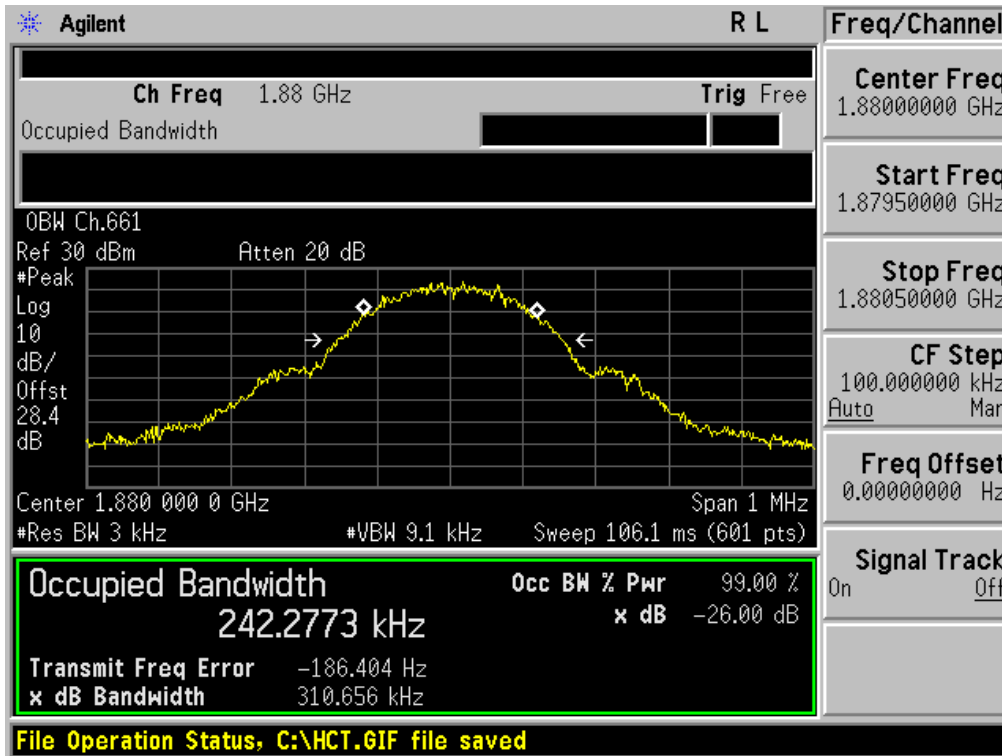 Agilent R L Freq/Channel
Ch Freq 1.88 GHz Trig Free
Occupied Bandwidth
Center Freq
1.88000000 GHz
Start Freq
1.87950000 GHz
Stop Freq
1.88050000 GHz
CF Step
100.000000 kHz
Auto Man
Freq Offset
0.00000000 Hz
Signal Track
On Off
OBW Ch.661
Ref 30 dBm Atten 20 dB
#Peak
Log
10
dB/
Offst
28.4
dB
Center 1.880 000 0 GHz Span 1 MHz
#Res BW 3 kHz #VBW 9.1 kHz Sweep 106.1 ms (601 pts)
Occupied Bandwidth Occ BW % Pwr 99.00 %
242.2773 kHz x dB -26.00 dB
Transmit Freq Error -186.404 Hz
x dB Bandwidth 310.656 kHz
File Operation Status, C:\HCT.GIF file saved